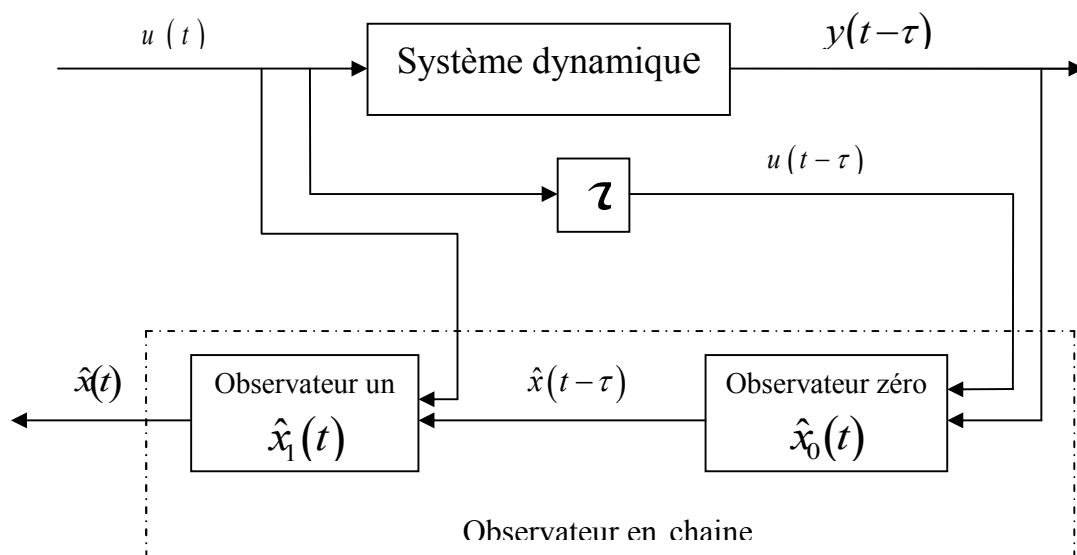 u(t)
Système dynamique
y(t−τ)
τ
u(t−τ)
x̂(t)
Observateur un
x̂₁(t)
x̂(t−τ)
Observateur zéro
x̂₀(t)
Observateur en chaine